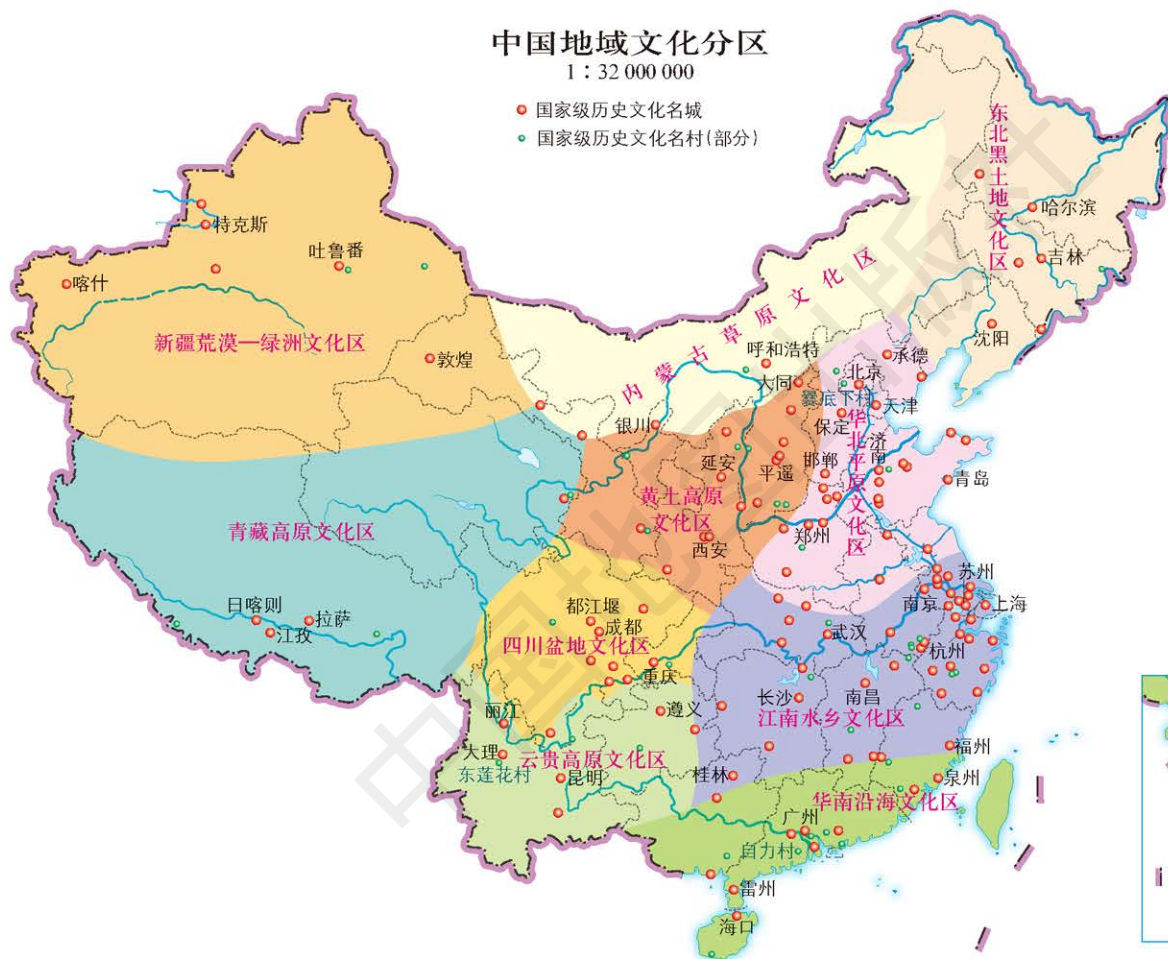 中国地域文化分区
1：32 000 000
国家级历史文化名城
国家级历史文化名村(部分)
东北黑土地文化区
哈尔滨
吉林
沈阳
特克斯
吐鲁番
喀什
新疆荒漠—绿洲文化区
敦煌
内蒙古草原文化区
呼和浩特
承德
北京
大同
爨底下村
天津
保定
银川
华北平原文化区
济南
延安
平遥
邯郸
青岛
黄土高原
文化区
郑州
西安
青藏高原文化区
日喀则
拉萨
江孜
都江堰
成都
四川盆地文化区
重庆
苏州
南京
上海
武汉
杭州
长沙
南昌
江南水乡文化区
丽江
遵义
大理
云贵高原文化区
东莲花村
昆明
桂林
福州
泉州
华南沿海文化区
广州
自力村
雷州
海口
中国地图出版社